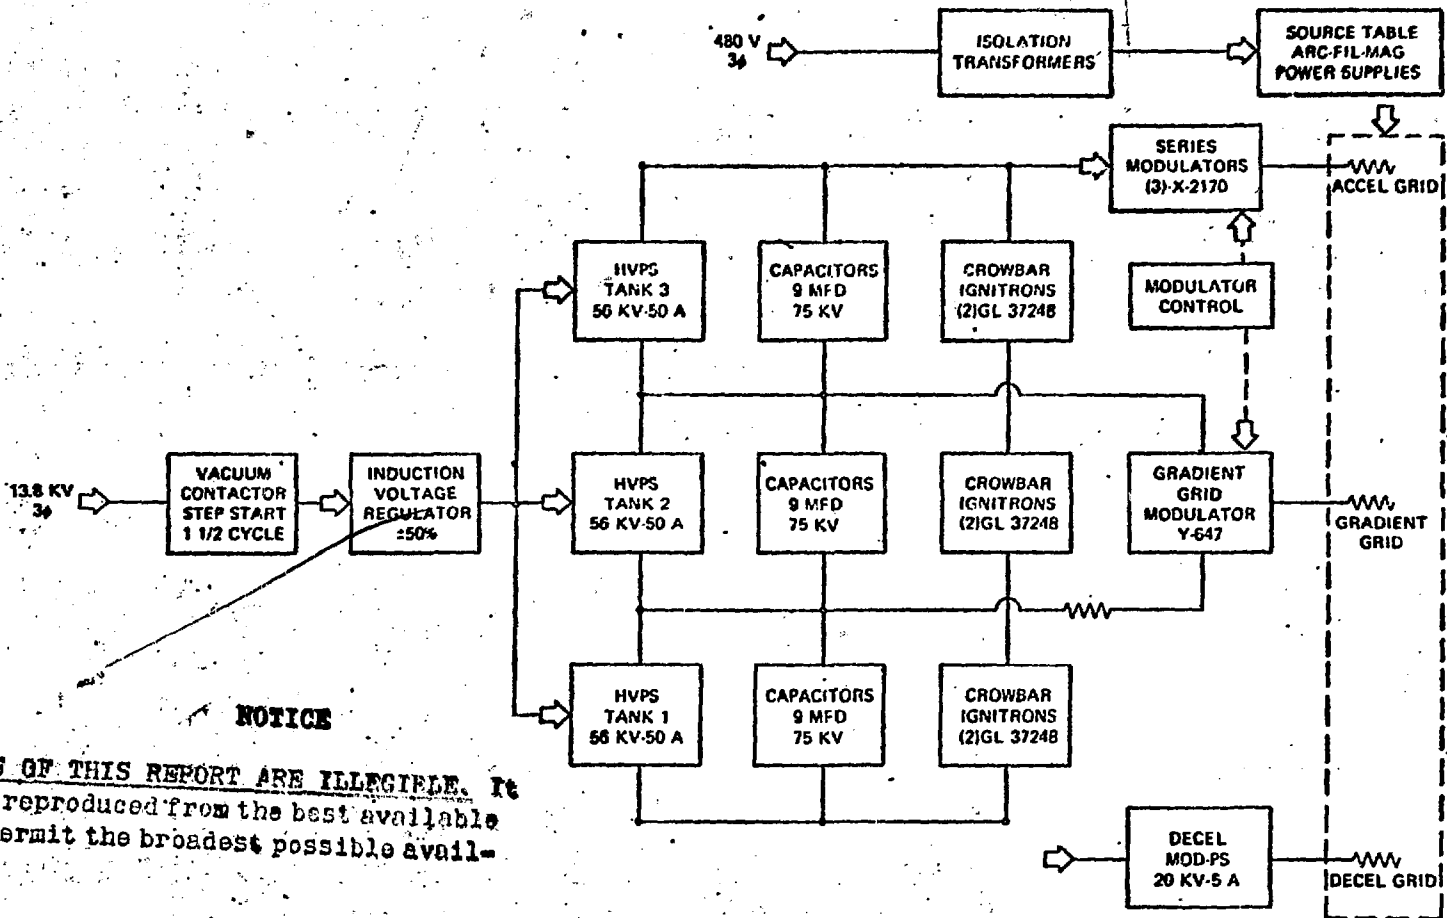 480 V
3ϕ
ISOLATION
TRANSFORMERS
SOURCE TABLE
ARC-FIL-MAG
POWER SUPPLIES
SERIES
MODULATORS
(3)-X-2170
ACCEL GRID
HVPS
TANK 3
56 KV-50 A
CAPACITORS
9 MFD
75 KV
CROWBAR
IGNITRONS
(2)GL 37248
MODULATOR
CONTROL
13.8 KV
3ϕ
VACUUM
CONTACTOR
STEP START
1 1/2 CYCLE
INDUCTION
VOLTAGE
REGULATOR
±50%
HVPS
TANK 2
56 KV-50 A
CAPACITORS
9 MFD
75 KV
CROWBAR
IGNITRONS
(2)GL 37248
GRADIENT
GRID
MODULATOR
Y-647
GRADIENT
GRID
HVPS
TANK 1
56 KV-50 A
CAPACITORS
9 MFD
75 KV
CROWBAR
IGNITRONS
(2)GL 37248
NOTICE
OF THIS REPORT ARE ILLEGIBLE. It
reproduced from the best available
ermit the broadest possible avail-
DECEL
MOD-PS
20 KV-5 A
DECEL GRID